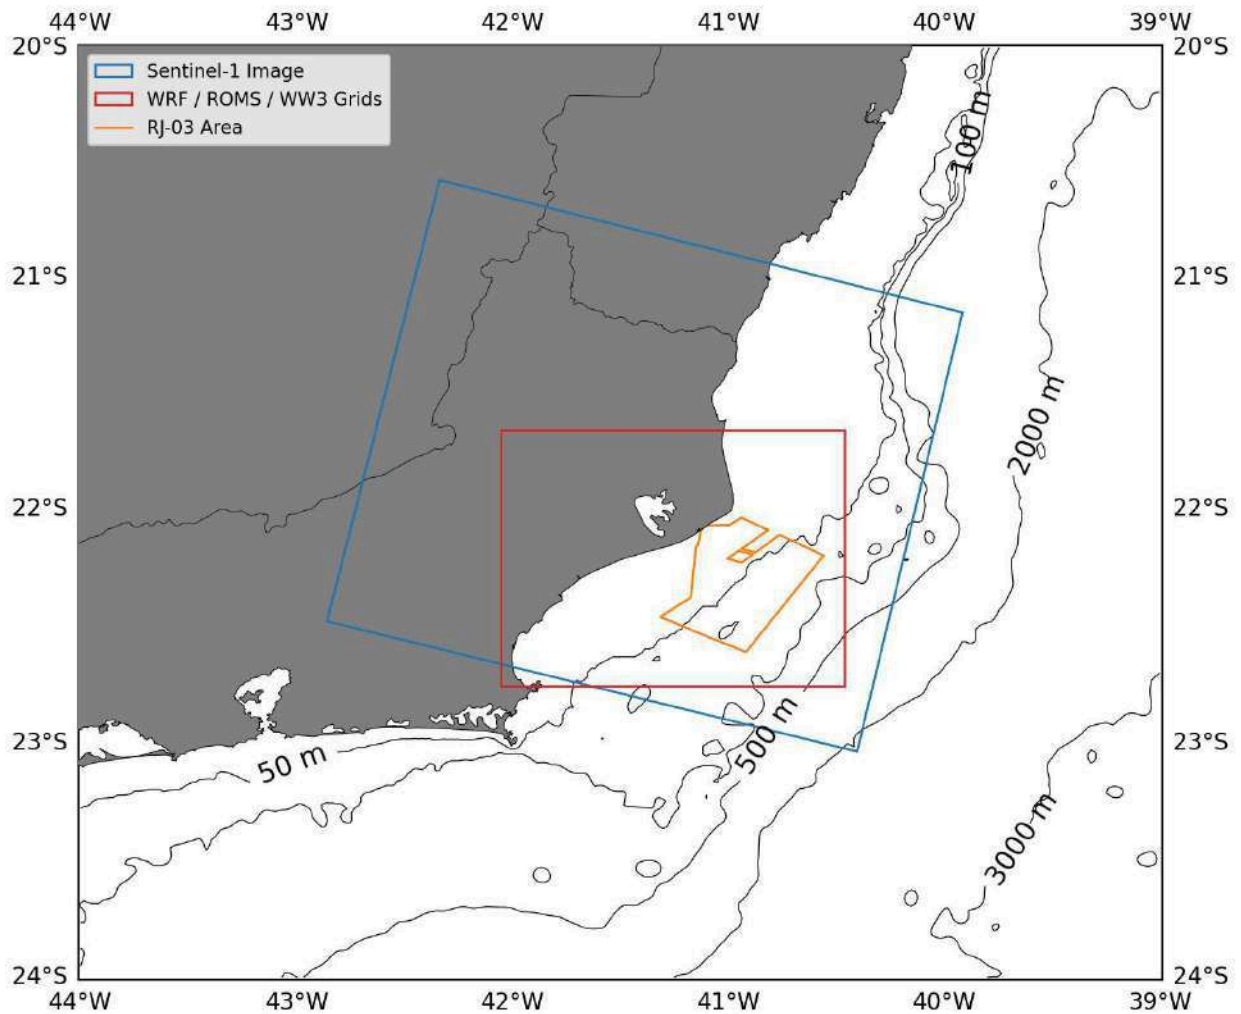 44°W 43°W 42°W 41°W 40°W 39°W
20°S 20°S
Sentinel-1 Image
WRF / ROMS / WW3 Grids
RJ-03 Area
100 m
21°S 21°S
2000 m
22°S 22°S
23°S 23°S
50 m
500 m
3000 m
24°S 24°S
44°W 43°W 42°W 41°W 40°W 39°W